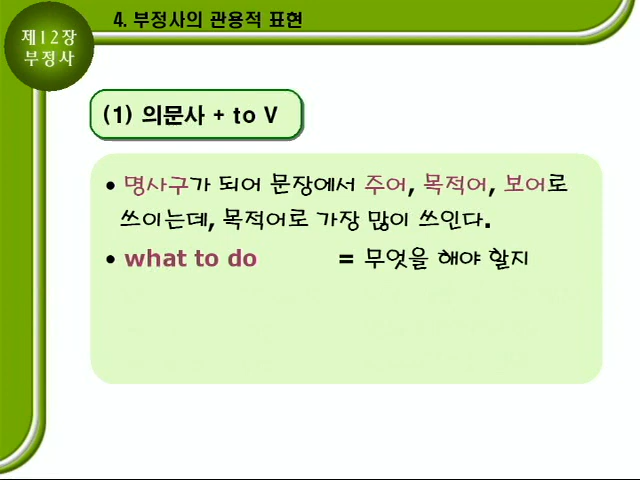 제12장
부정사
4. 부정사의 관용적 표현
(1) 의문사 + to V
• 명사구가 되어 문장에서 주어, 목적어, 보어로
쓰이는데, 목적어로 가장 많이 쓰인다.
• what to do = 무엇을 해야 할지